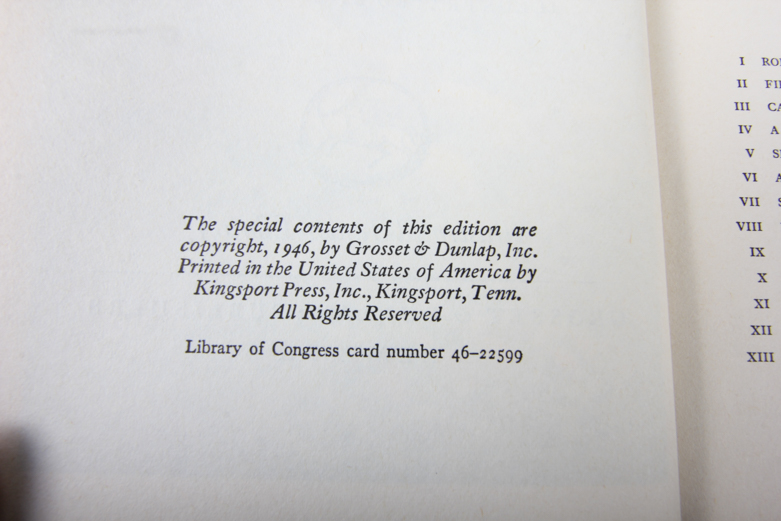 The special contents of this edition are
copyright, 1946, by Grosset & Dunlap, Inc.
Printed in the United States of America by
Kingsport Press, Inc., Kingsport, Tenn.
All Rights Reserved
Library of Congress card number 46-22599
I
II
III
IV A
V
VI
VII
VIII
IX
X
XI
XII
XIII